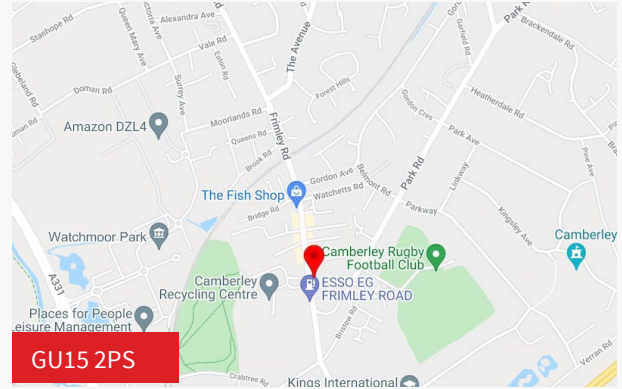 Stanhope Rd
Victoria Ave
Queen Mary Ave
Alexandra Ave
The Avenue
Park R
Brackendale Rd
Vale Rd
Eaton Rd
Garfield Rd
Doman Rd
Surrey Ave
Forest Hills
Gordon Cres
Heatherdale Rd
Amazon DZL4
Moorlands Rd
Queens Rd
Frimley Rd
Park Ave
Pine Ave
Brook Rd
Gordon Ave
Belmont Rd
Park Rd
Linkway
The Fish Shop
Watchetts Rd
Bridge Rd
Parkway
Kingsley Ave
Watchmoor Park
Camberley
Camberley Rugby
Football Club
A331
Camberley
Recycling Centre
ESSO EG
FRIMLEY ROAD
Places for People
eisure Management
Bristow Rd
GU15 2PS
Crabtree Rd
Kings International
Verran Rd